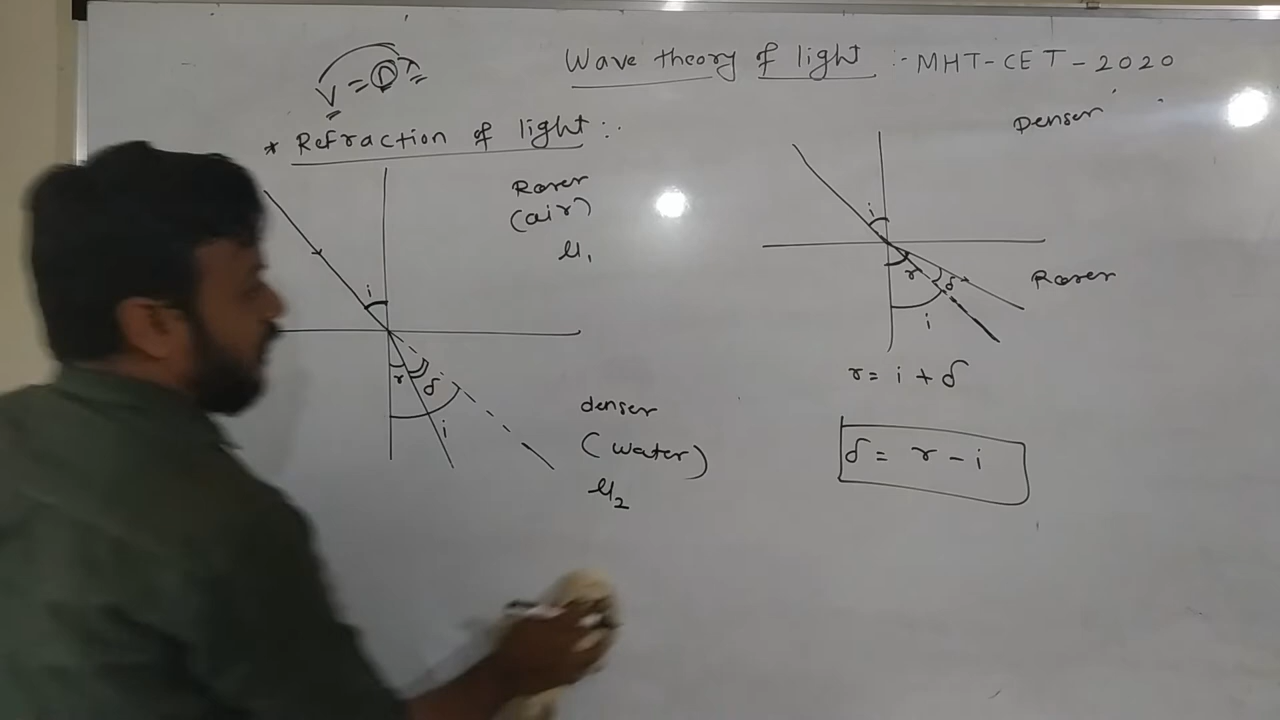 Wave theory of light :- MHT-CET-2020
* Refraction of light :-
Rarer
(air)
μ₁
i
r
δ
i
denser
(water)
μ₂
Denser
i
r
δ
i
Rarer
r = i + δ
δ = r - i